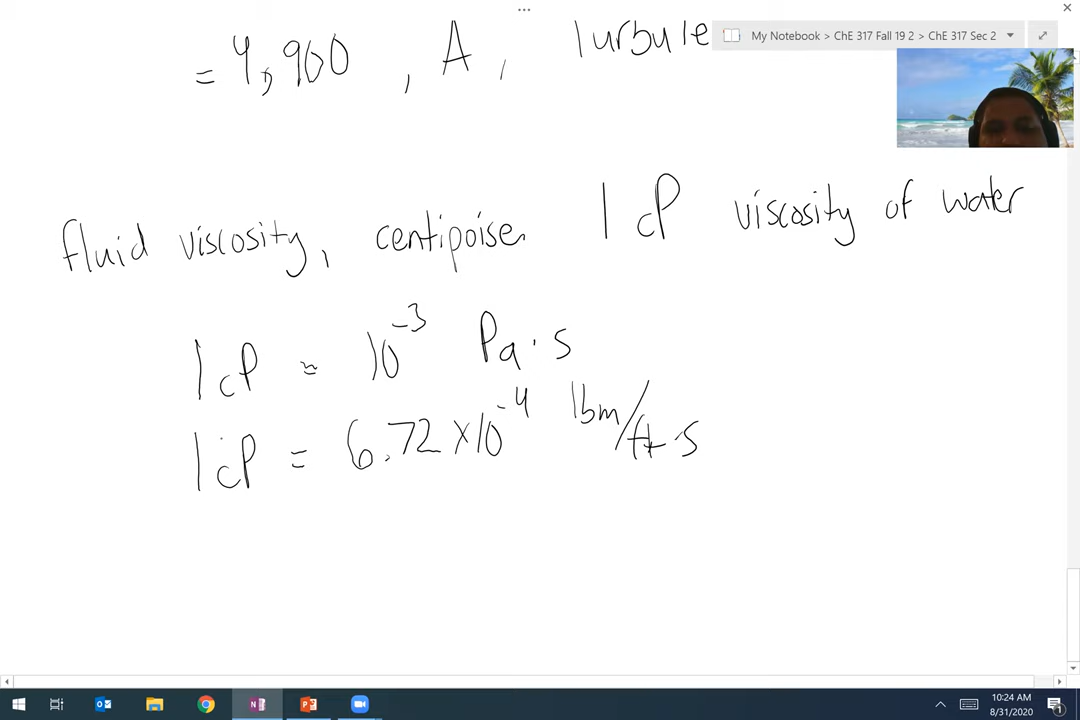 My Notebook > ChE 317 Fall 19 2 > ChE 317 Sec 2
= 4,900 , A, Turbule
fluid viscosity, centipoise. 1 cP viscosity of water
1 cP = 10^-3 Pa·s
1 cP = 6.72 × 10^-4 lbm/ft·s
10:24 AM
8/31/2020